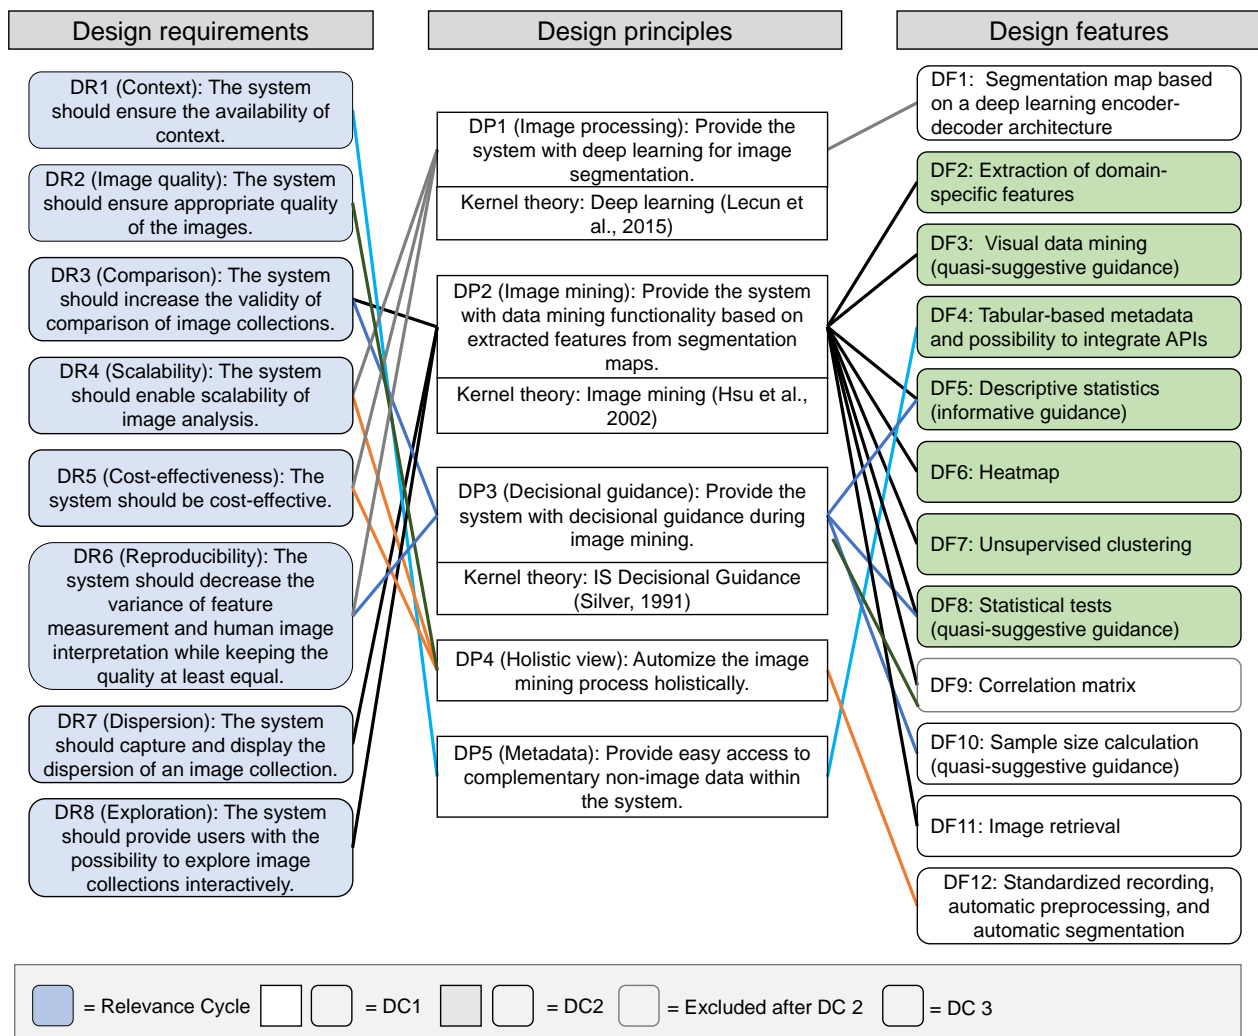 Design requirements
Design principles
Design features
DR1 (Context): The system
should ensure the availability of
context.
DR2 (Image quality): The system
should ensure appropriate quality
of the images.
DR3 (Comparison): The system
should increase the validity of
comparison of image collections.
DR4 (Scalability): The system
should enable scalability of
image analysis.
DR5 (Cost-effectiveness): The
system should be cost-effective.
DR6 (Reproducibility): The
system should decrease the
variance of feature
measurement and human image
interpretation while keeping the
quality at least equal.
DR7 (Dispersion): The system
should capture and display the
dispersion of an image collection.
DR8 (Exploration): The system
should provide users with the
possibility to explore image
collections interactively.
DP1 (Image processing): Provide the
system with deep learning for image
segmentation.
Kernel theory: Deep learning (Lecun
et al., 2015)
DP2 (Image mining): Provide the system
with data mining functionality based on
extracted features from segmentation
maps.
Kernel theory: Image mining (Hsu et al.,
2002)
DP3 (Decisional guidance): Provide the
system with decisional guidance during
image mining.
Kernel theory: IS Decisional Guidance
(Silver, 1991)
DP4 (Holistic view): Automize the image
mining process holistically.
DP5 (Metadata): Provide easy access to
complementary non-image data within
the system.
DF1: Segmentation map based
on a deep learning encoder-
decoder architecture
DF2: Extraction of domain-
specific features
DF3: Visual data mining
(quasi-suggestive guidance)
DF4: Tabular-based metadata
and possibility to integrate APIs
DF5: Descriptive statistics
(informative guidance)
DF6: Heatmap
DF7: Unsupervised clustering
DF8: Statistical tests
(quasi-suggestive guidance)
DF9: Correlation matrix
DF10: Sample size calculation
(quasi-suggestive guidance)
DF11: Image retrieval
DF12: Standardized recording,
automatic preprocessing, and
automatic segmentation
= Relevance Cycle
= DC1
= DC2
= Excluded after DC 2
= DC 3